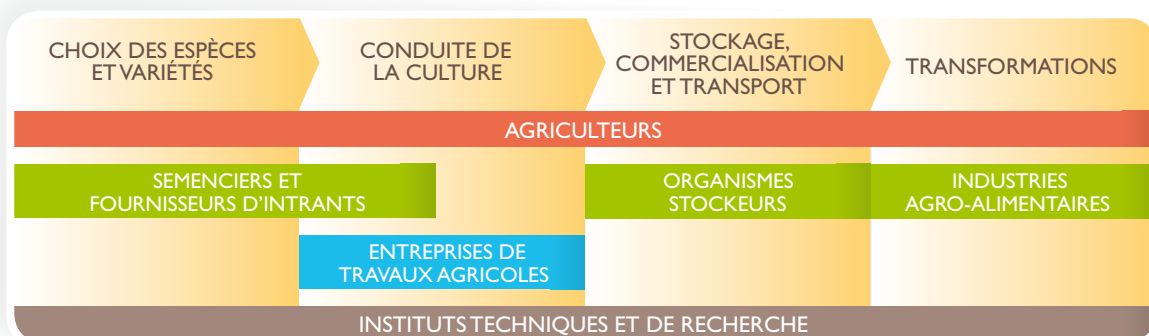 CHOIX DES ESPÈCES
ET VARIÉTÉS
CONDUITE DE
LA CULTURE
STOCKAGE,
COMMERCIALISATION
ET TRANSPORT
TRANSFORMATIONS
AGRICULTEURS
SEMENCIERS ET
FOURNISSEURS D'INTRANTS
ORGANISMES
STOCKEURS
INDUSTRIES
AGRO-ALIMENTAIRES
ENTREPRISES DE
TRAVAUX AGRICOLES
INSTITUTS TECHNIQUES ET DE RECHERCHE